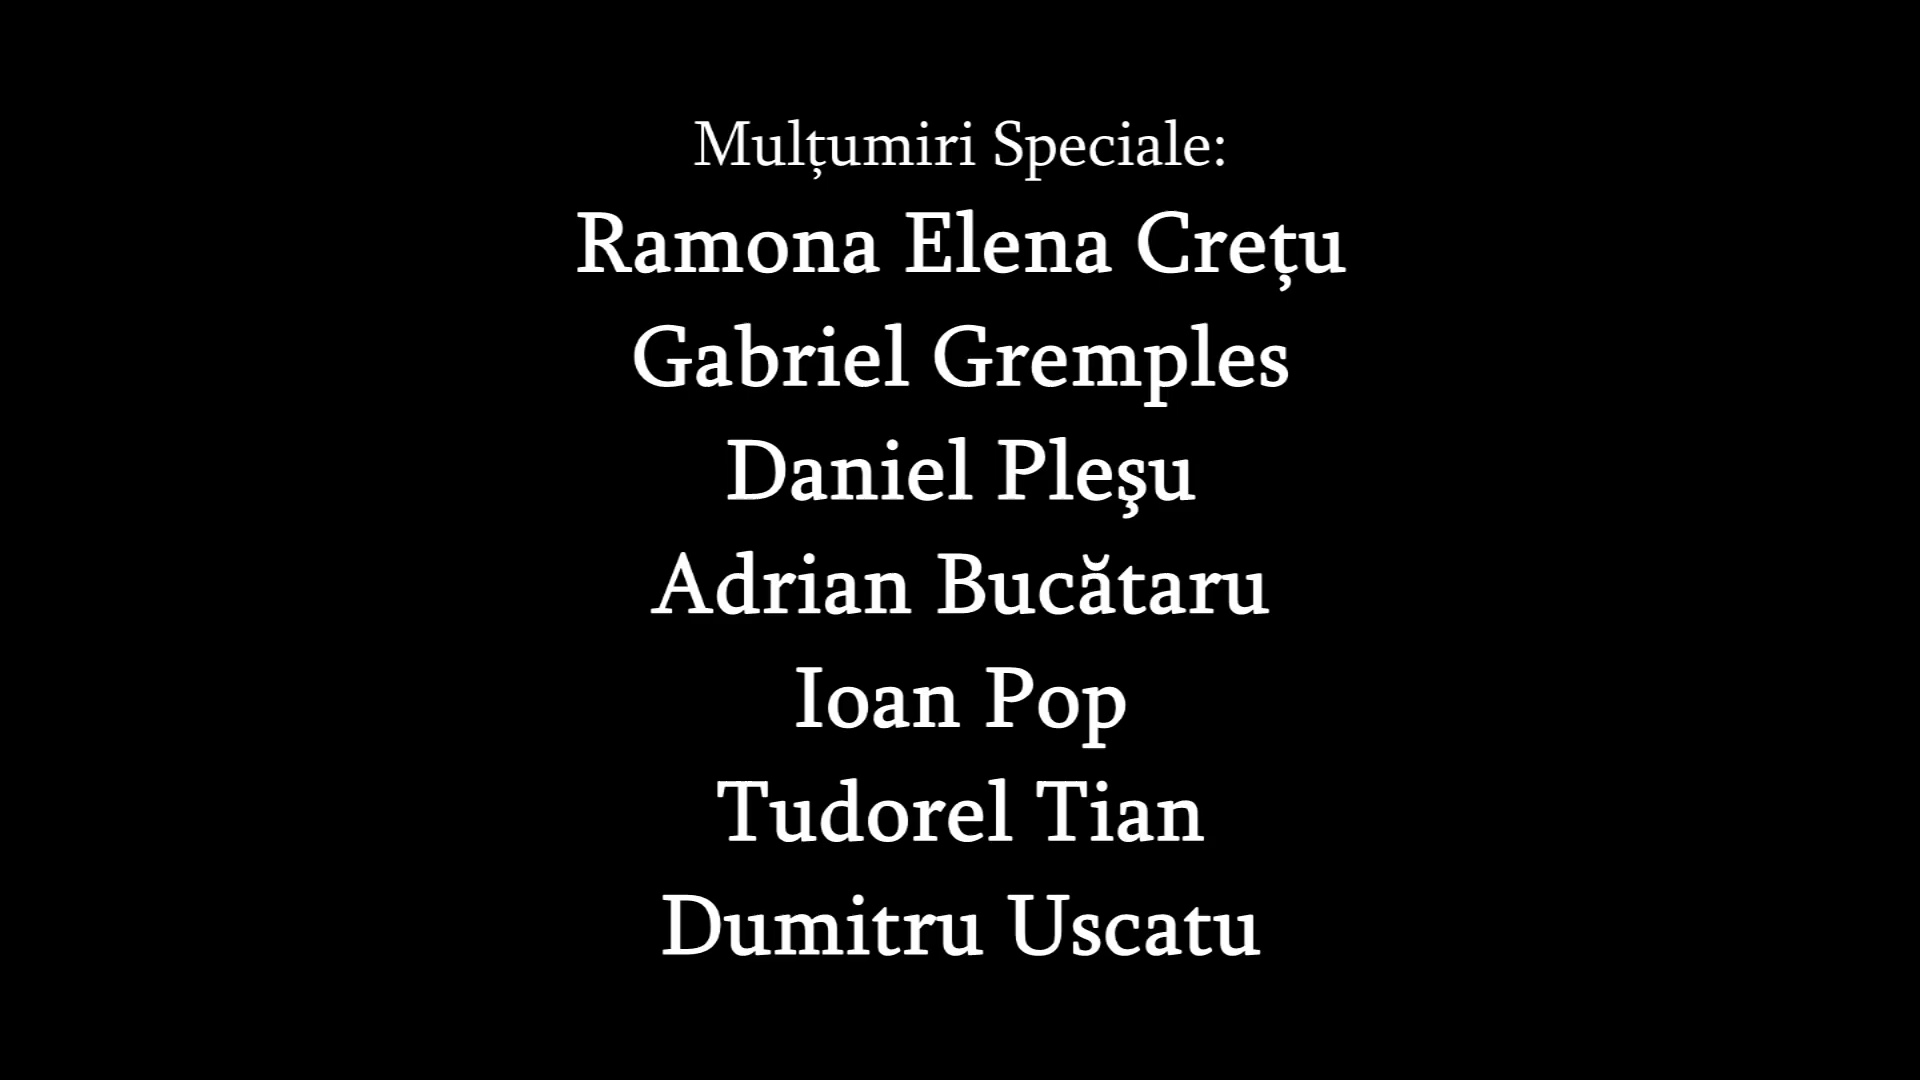 Mulțumiri Speciale:
Ramona Elena Crețu
Gabriel Gremples
Daniel Pleşu
Adrian Bucătaru
Ioan Pop
Tudorel Tian
Dumitru Uscatu